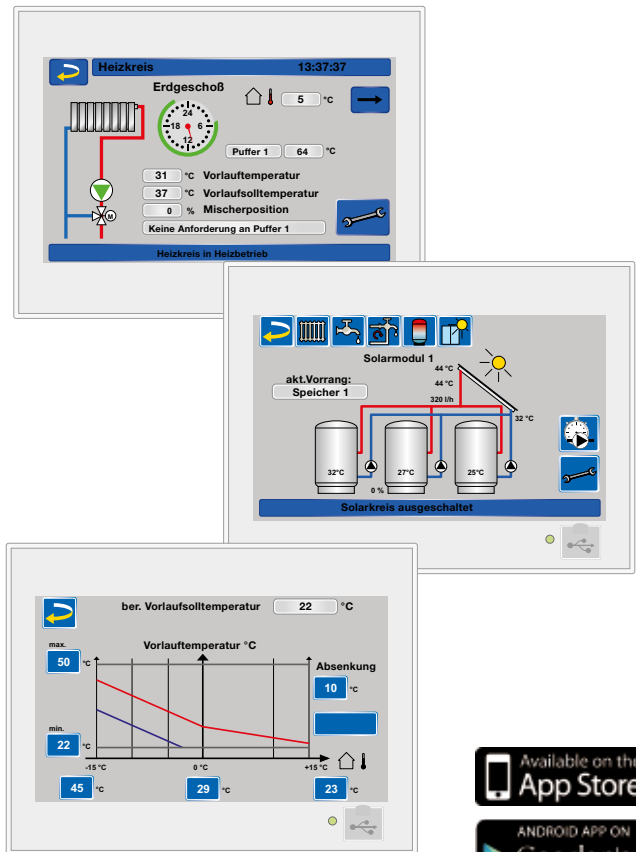 Heizkreis 13:37:37
Erdgeschoß
24
18 6
12
5 °C
Puffer 1 64 °C
31 °C Vorlauftemperatur
37 °C Vorlaufsolltemperatur
0 % Mischerposition
M
Keine Anforderung an Puffer 1
Heizkreis in Heizbetrieb
Solarmodul 1
44 °C
akt.Vorrang:
44 °C
Speicher 1
320 l/h
32 °C
32°C 27°C 25°C
0 %
Solarkreis ausgeschaltet
ber. Vorlaufsolltemperatur 22 °C
max. Vorlauftemperatur °C
50 °C
Absenkung
10 °C
min.
22 °C
-15 °C 0 °C +15 °C
45 °C 29 °C 23 °C
Available on the
App Store
ANDROID APP ON